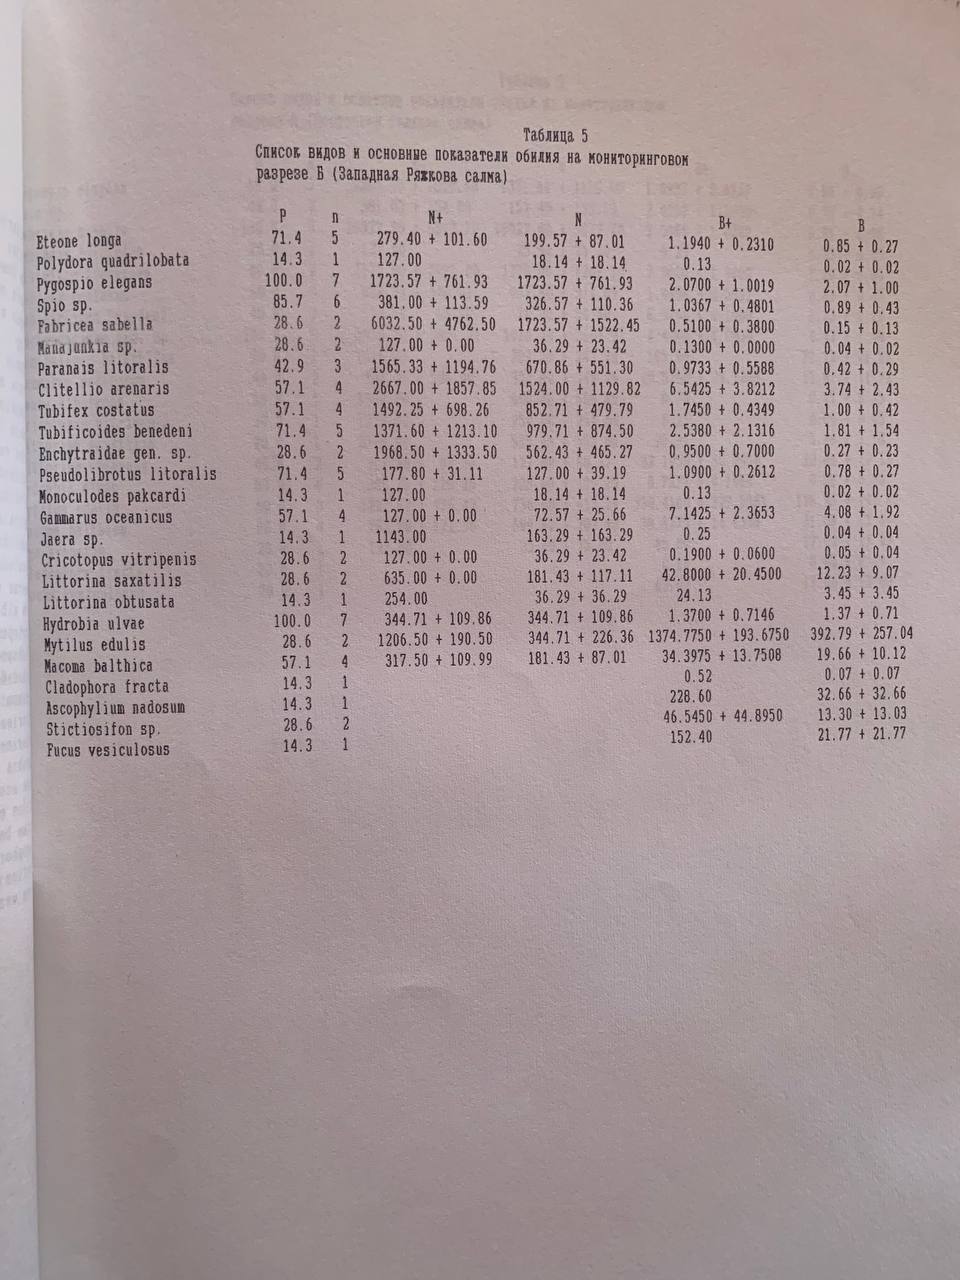 Таблица 5
Список видов и основные показатели обилия на мониторинговом
разрезе Б (Западная Ряжкова салма)
P n N+ N B+ B
Eteone longa 71.4 5 279.40 + 101.60 199.57 + 87.01 1.1940 + 0.2310 0.85 + 0.27
Polydora quadrilobata 14.3 1 127.00 18.14 + 18.14 0.13 0.02 + 0.02
Pygospio elegans 100.0 7 1723.57 + 761.93 1723.57 + 761.93 2.0700 + 1.0019 2.07 + 1.00
Spio sp. 85.7 6 381.00 + 113.59 326.57 + 110.36 1.0367 + 0.4801 0.89 + 0.43
Fabricea sabella 28.6 2 6032.50 + 4762.50 1723.57 + 1522.45 0.5100 + 0.3800 0.15 + 0.13
Manajunkia sp. 28.6 2 127.00 + 0.00 36.29 + 23.42 0.1300 + 0.0000 0.04 + 0.02
Paranais litoralis 42.9 3 1565.33 + 1194.76 670.86 + 551.30 0.9733 + 0.5588 0.42 + 0.29
Clitellio arenaris 57.1 4 2667.00 + 1857.85 1524.00 + 1129.82 6.5425 + 3.8212 3.74 + 2.43
Tubifex costatus 57.1 4 1492.25 + 698.26 852.71 + 479.79 1.7450 + 0.4349 1.00 + 0.42
Tubificoides benedeni 71.4 5 1371.60 + 1213.10 979.71 + 874.50 2.5380 + 2.1316 1.81 + 1.54
Enchytraidae gen. sp. 28.6 2 1968.50 + 1333.50 562.43 + 465.27 0.9500 + 0.7000 0.27 + 0.23
Pseudolibrotus litoralis 71.4 5 177.80 + 31.11 127.00 + 39.19 1.0900 + 0.2612 0.78 + 0.27
Monoculodes pakcardi 14.3 1 127.00 18.14 + 18.14 0.13 0.02 + 0.02
Gammarus oceanicus 57.1 4 127.00 + 0.00 72.57 + 25.66 7.1425 + 2.3653 4.08 + 1.92
Jaera sp. 14.3 1 1143.00 163.29 + 163.29 0.25 0.04 + 0.04
Cricotopus vitripenis 28.6 2 127.00 + 0.00 36.29 + 23.42 0.1900 + 0.0600 0.05 + 0.04
Littorina saxatilis 28.6 2 635.00 + 0.00 181.43 + 117.11 42.8000 + 20.4500 12.23 + 9.07
Littorina obtusata 14.3 1 254.00 36.29 + 36.29 24.13 3.45 + 3.45
Hydrobia ulvae 100.0 7 344.71 + 109.86 344.71 + 109.86 1.3700 + 0.7146 1.37 + 0.71
Mytilus edulis 28.6 2 1206.50 + 190.50 344.71 + 226.36 1374.7750 + 193.6750 392.79 + 257.04
Macoma balthica 57.1 4 317.50 + 109.99 181.43 + 87.01 34.3975 + 13.7508 19.66 + 10.12
Cladophora fracta 14.3 1 0.52 0.07 + 0.07
Ascophylium nadosum 14.3 1 228.60 32.66 + 32.66
Stictiosifon sp. 28.6 2 46.5450 + 44.8950 13.30 + 13.03
Fucus vesiculosus 14.3 1 152.40 21.77 + 21.77